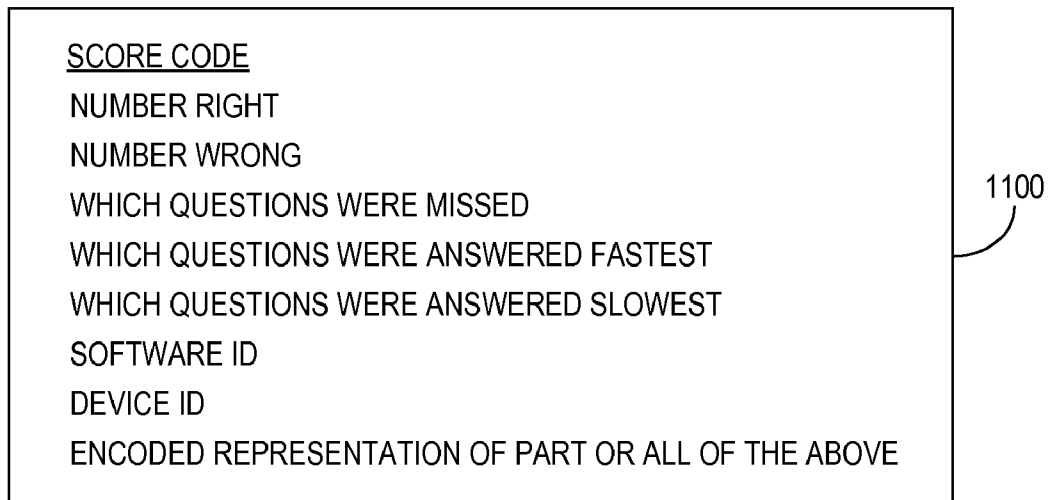 SCORE CODE
NUMBER RIGHT
NUMBER WRONG
WHICH QUESTIONS WERE MISSED
1100
WHICH QUESTIONS WERE ANSWERED FASTEST
WHICH QUESTIONS WERE ANSWERED SLOWEST
SOFTWARE ID
DEVICE ID
ENCODED REPRESENTATION OF PART OR ALL OF THE ABOVE